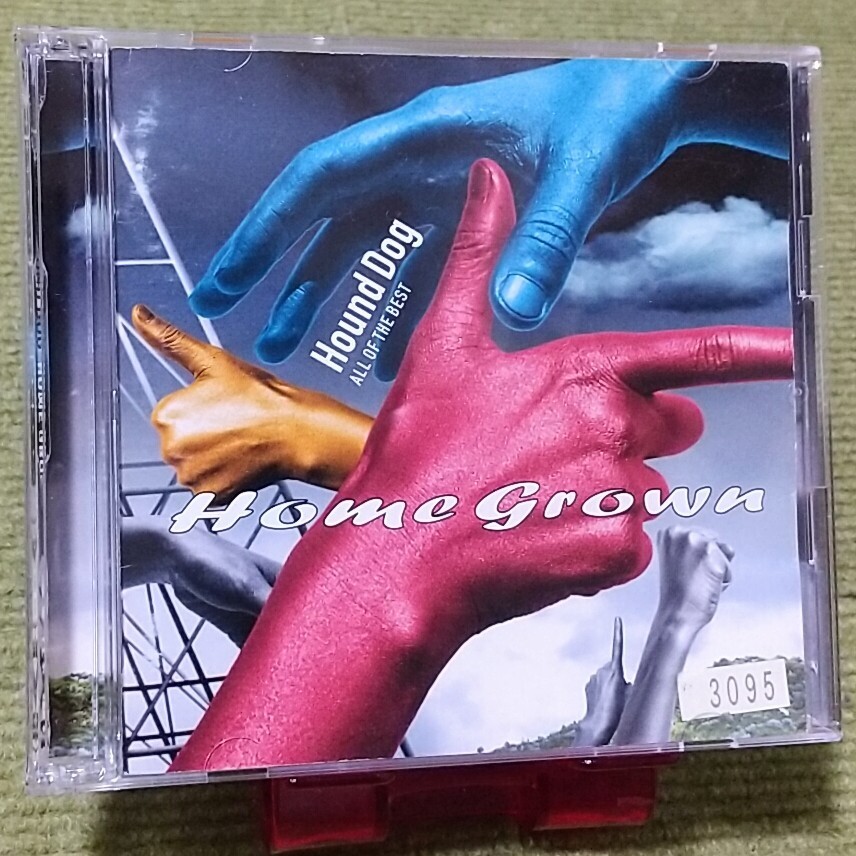 Hound Dog
ALL OF THE BEST
Home Grown
3095